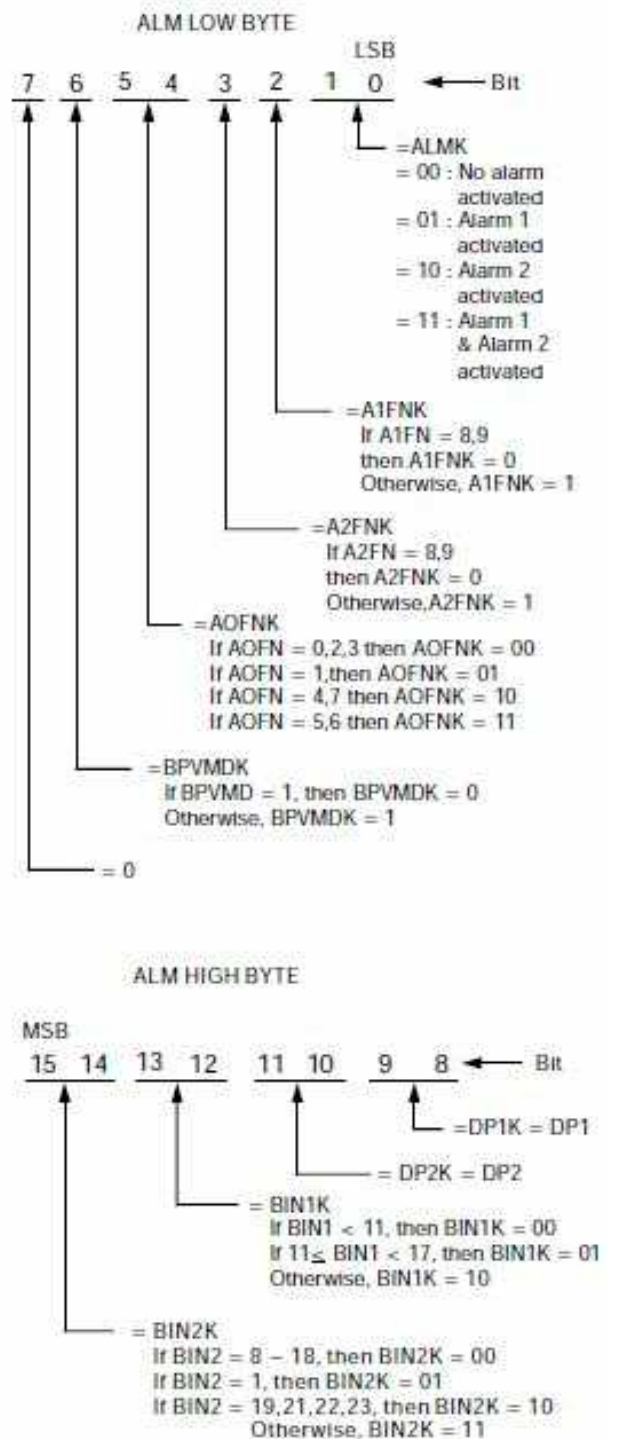 ALM LOW BYTE
LSB
7 6 5 4 3 2 1 0 Bit
=ALMK
= 00 : No alarm
activated
= 01 : Alarm 1
activated
= 10 : Alarm 2
activated
= 11 : Alarm 1
& Alarm 2
activated
=A1FNK
If A1FN = 8,9
then A1FNK = 0
Otherwise, A1FNK = 1
=A2FNK
If A2FN = 8,9
then A2FNK = 0
Otherwise,A2FNK = 1
=AOFNK
If AOFN = 0,2,3 then AOFNK = 00
If AOFN = 1,then AOFNK = 01
If AOFN = 4,7 then AOFNK = 10
If AOFN = 5,6 then AOFNK = 11
=BPVMDK
If BPVMD = 1, then BPVMDK = 0
Otherwise, BPVMDK = 1
= 0
ALM HIGH BYTE
MSB
15 14 13 12 11 10 9 8 Bit
=DP1K = DP1
= DP2K = DP2
= BIN1K
If BIN1 < 11, then BIN1K = 00
If 11≤ BIN1 < 17, then BIN1K = 01
Otherwise, BIN1K = 10
= BIN2K
If BIN2 = 8 – 18, then BIN2K = 00
If BIN2 = 1, then BIN2K = 01
If BIN2 = 19,21,22,23, then BIN2K = 10
Otherwise, BIN2K = 11